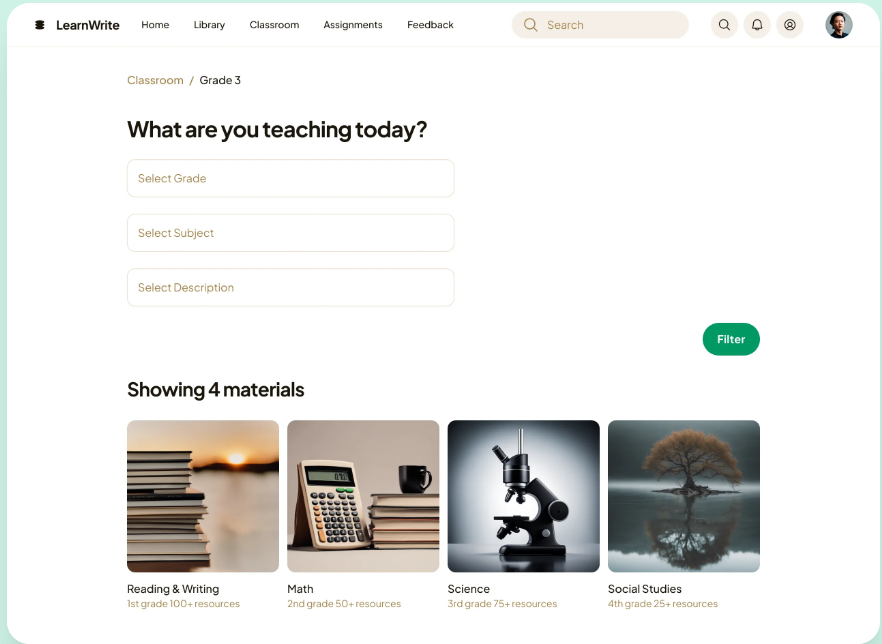 LearnWrite Home Library Classroom Assignments Feedback Search
Classroom / Grade 3
What are you teaching today?
Select Grade
Select Subject
Select Description
Filter
Showing 4 materials
Reading & Writing
1st grade 100+ resources
Math
2nd grade 50+ resources
Science
3rd grade 75+ resources
Social Studies
4th grade 25+ resources